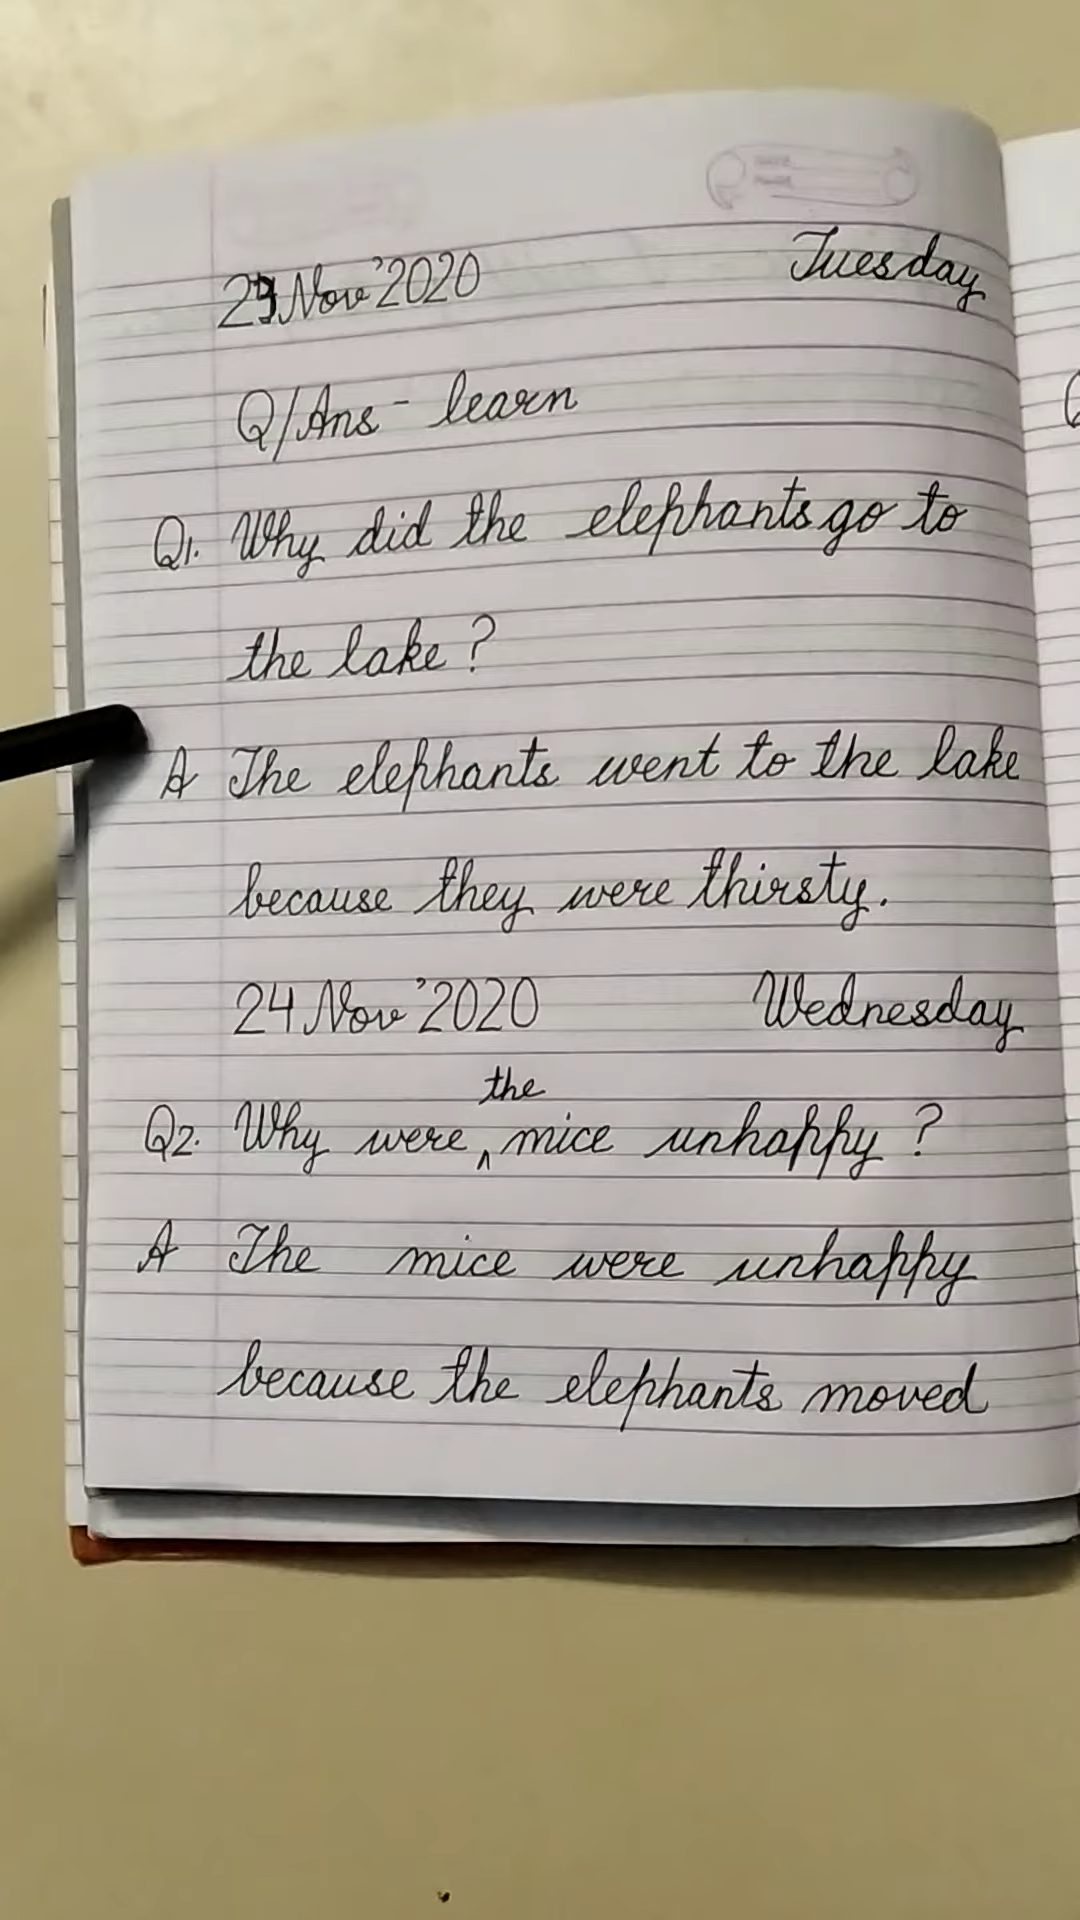 Nov'2020 Tuesday
Q/Ans - learn
Q1. Why did the elephants go to
the lake?
A The elephants went to the lake
because they were thirsty.
24 Nov'2020 Wednesday
the
Q2. Why were ^ mice unhappy?
A The mice were unhappy
because the elephants moved